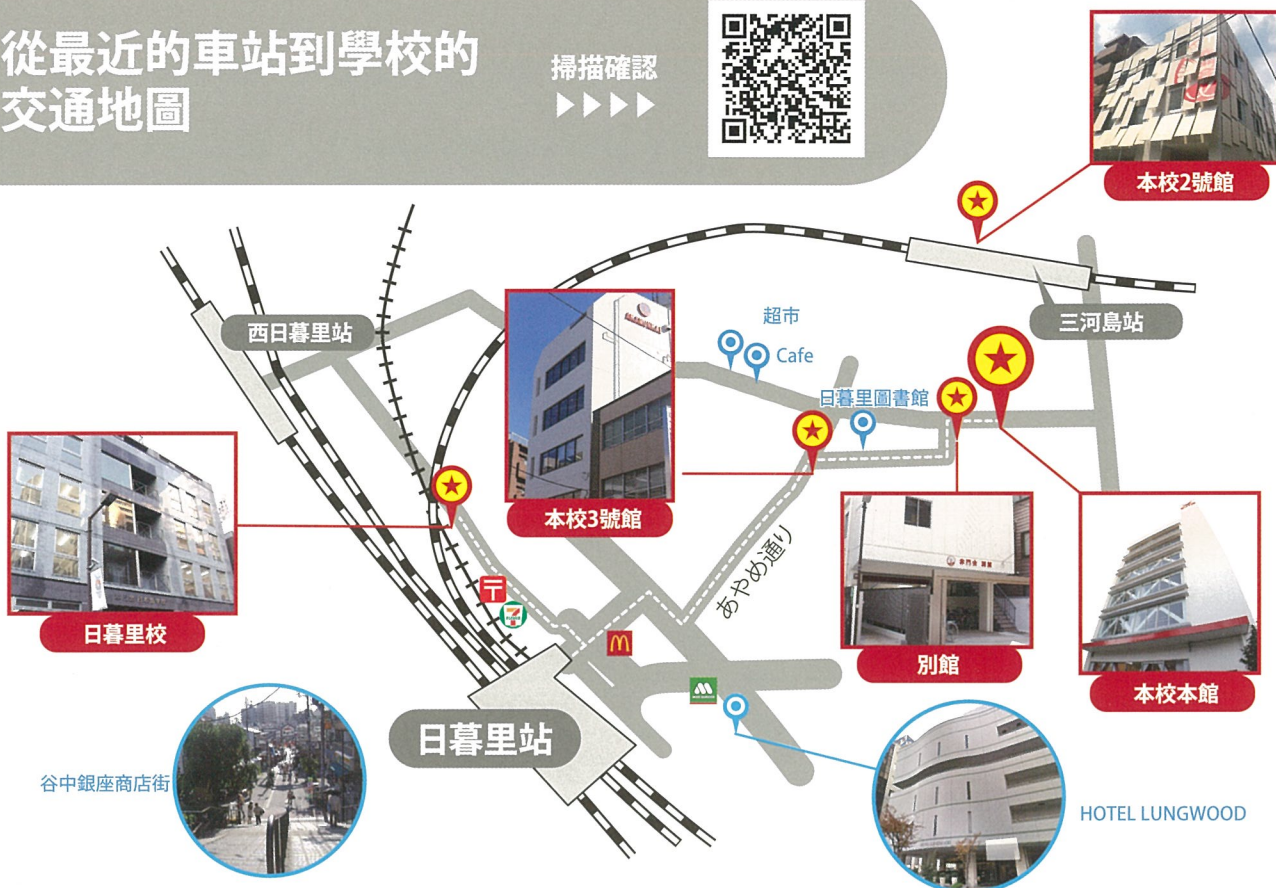 從最近的車站到學校的
交通地圖
掃描確認
本校2號館
西日暮里站
三河島站
超市
Cafe
日暮里圖書館
本校3號館
あやめ通り
日暮里校
別館
本校本館
日暮里站
谷中銀座商店街
HOTEL LUNGWOOD